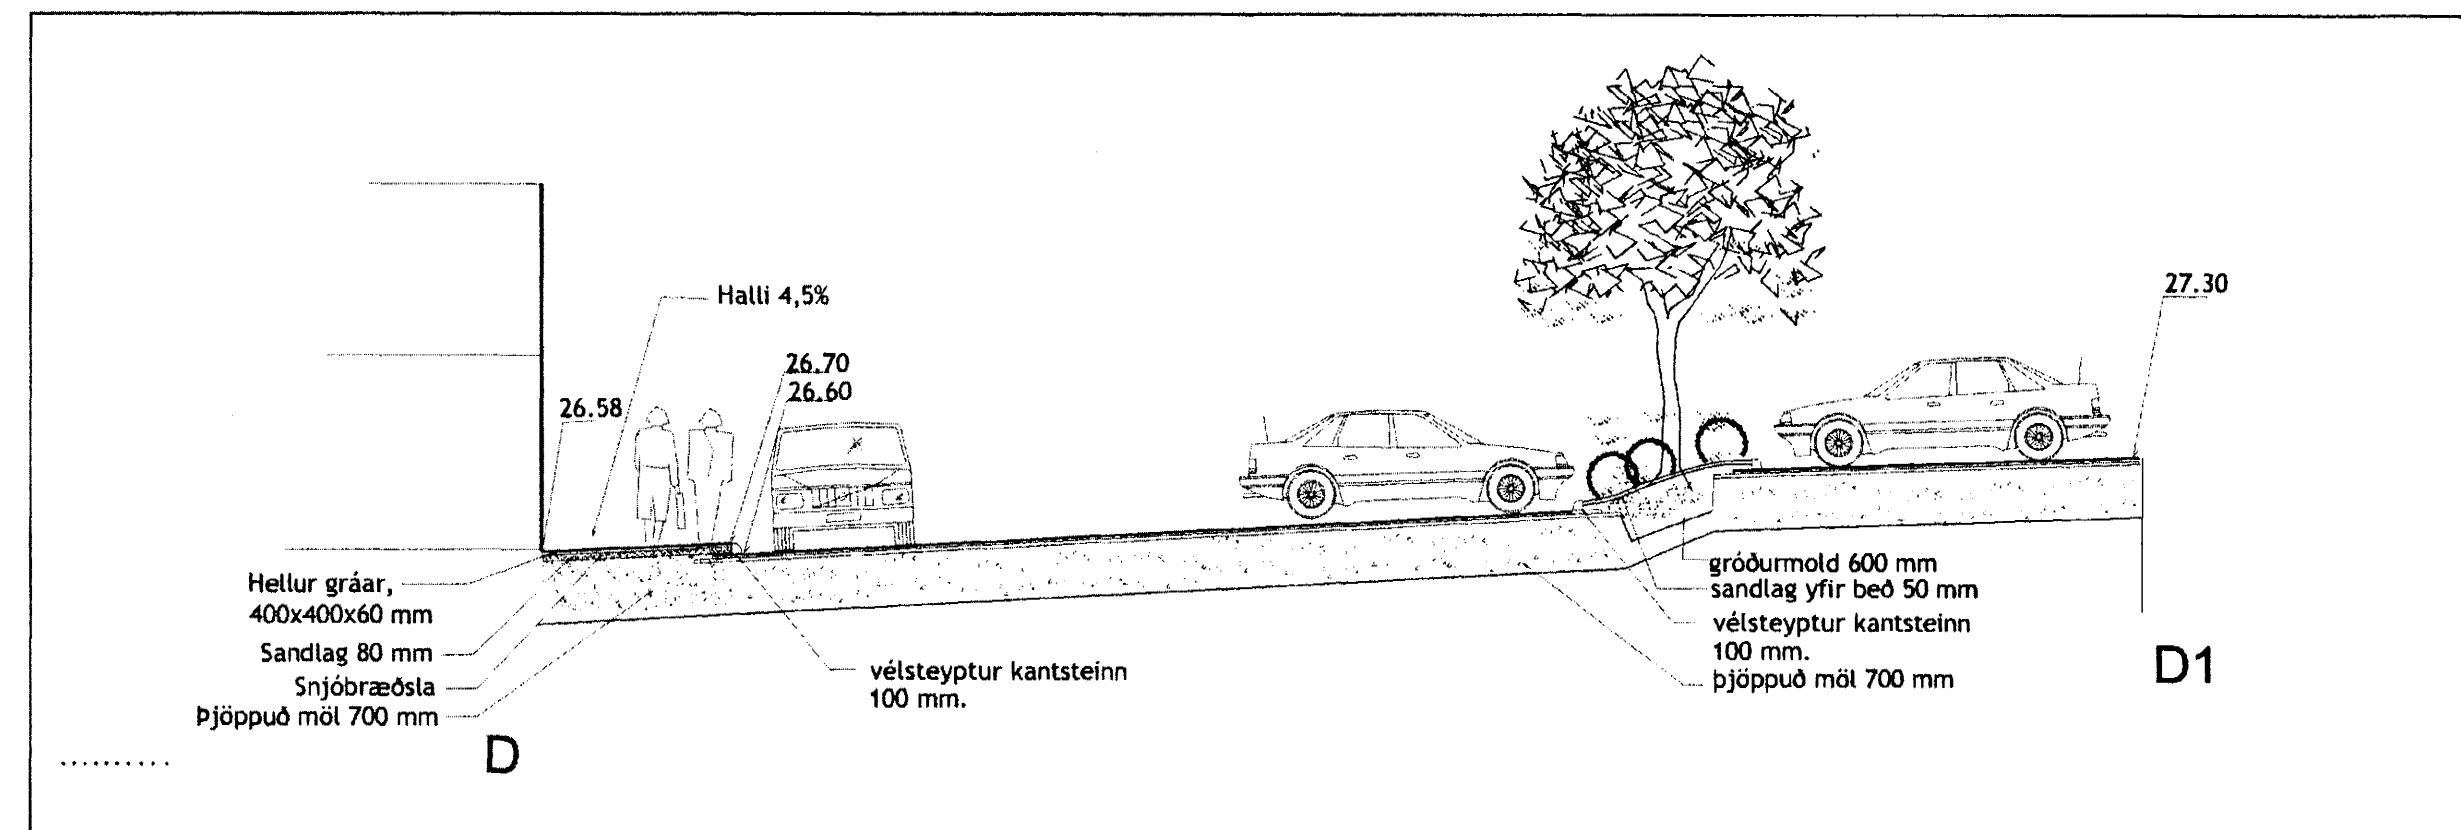 27.30
Halli 4,5%
26.70
26.60
26.58
gróðurmold 600 mm
sandlag yfir beð 50 mm
vélsteyptur kantsteinn
100 mm.
þjöppuð möl 700 mm
D1
Hellur gráar,
400x400x60 mm
Sandlag 80 mm
Snjóbræðsla
Þjöppuð möl 700 mm
vélsteyptur kantsteinn
100 mm.
D
..........